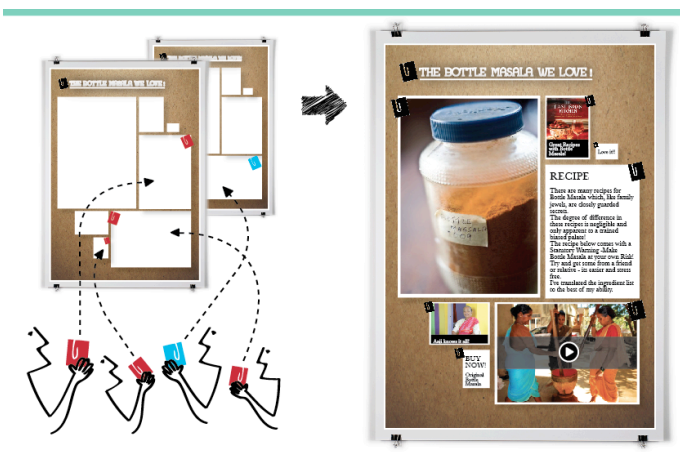 THE BOTTLE MASALA WE LOVE!
THE BOTTLE MASALA WE LOVE!
BOTTLE
MASALA
Great Recipes
with Bottle
Masala!
Love it!
RECIPE
There are many recipes for
Bottle Masala which, like family
jewels, are closely guarded
secrets.
The degree of difference in
these recipes is negligible and
only apparent to a trained
biased palate!
The recipe below comes with a
Statutory Warning -Make
Bottle Masala at your own Risk!
Try and get some from a friend
or relative - its easier and stress
free.
I've translated the ingredient list
to the best of my ability.
Aaji knows it all!
BUY
NOW!
Original
Bottle
Masala